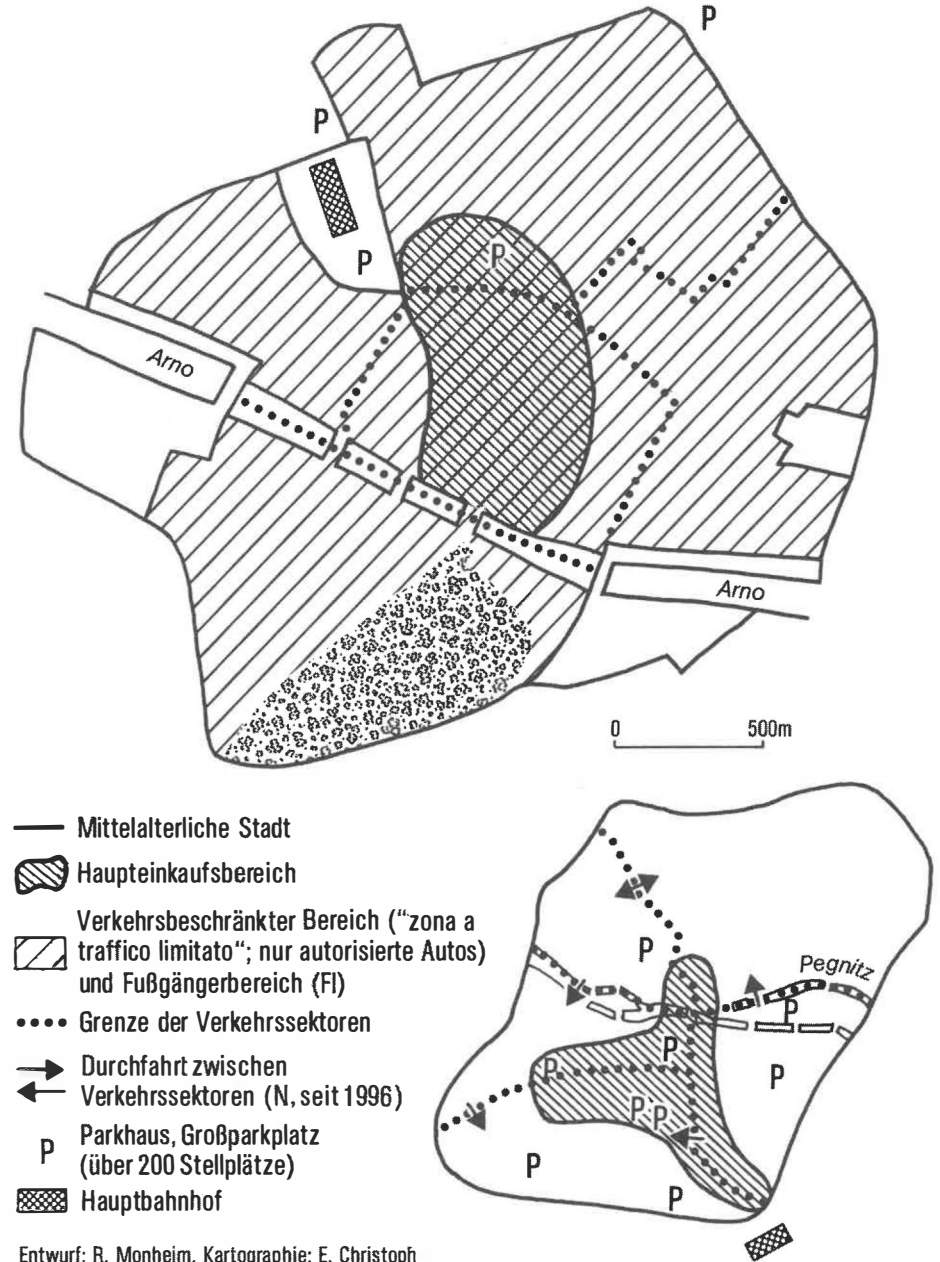 P
P
P
P
Arno
Arno
0 500m
Mittelalterliche Stadt
Haupteinkaufsbereich
Verkehrsbeschränkter Bereich ("zona a
traffico limitato"; nur autorisierte Autos)
und Fußgängerbereich (Fl)
Grenze der Verkehrssektoren
Durchfahrt zwischen
Verkehrssektoren (N, seit 1996)
P Parkhaus, Großparkplatz
(über 200 Stellplätze)
Hauptbahnhof
Entwurf: R. Monheim, Kartographie: E. Christoph
P
Pegnitz
P
P
P
P
P P
P
P